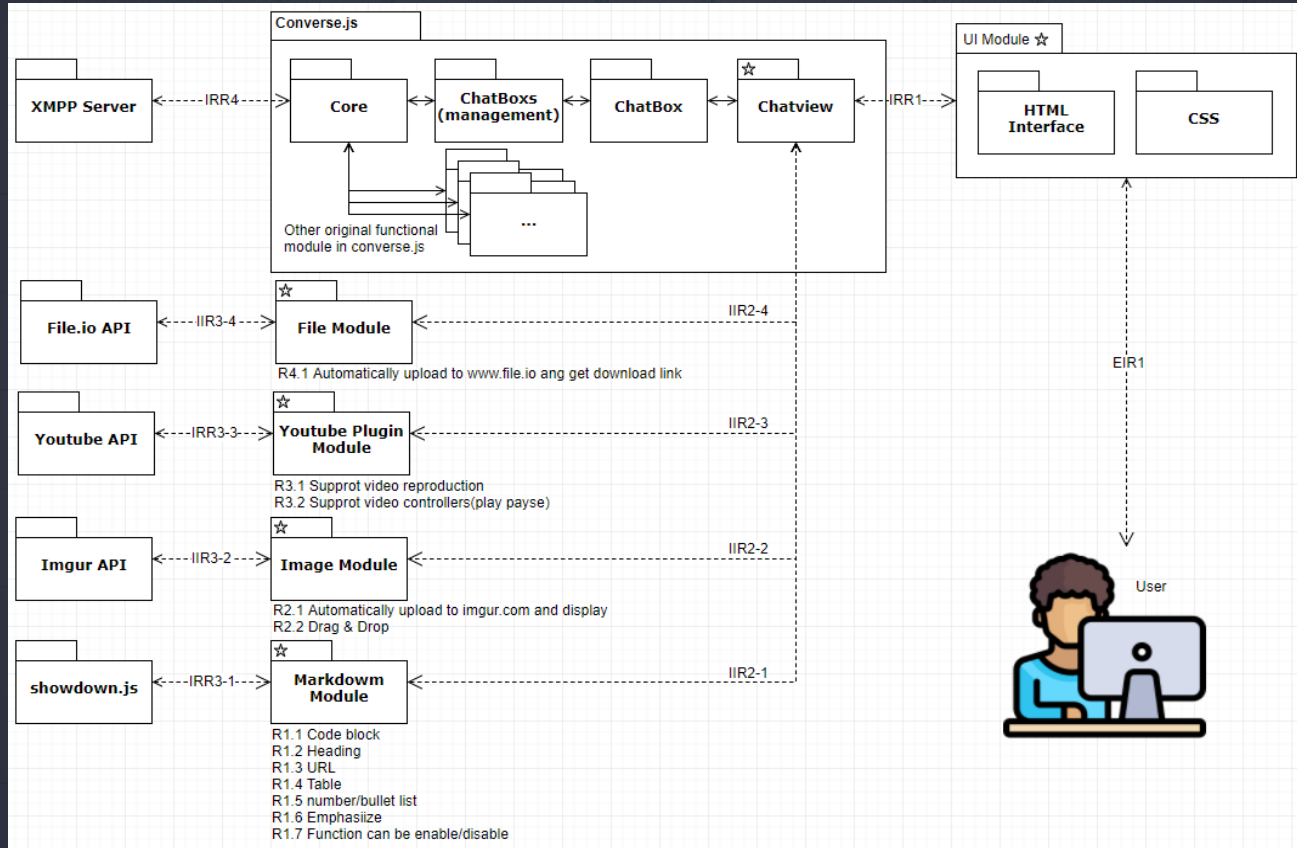 Converse.js
UI Module ☆
XMPP Server
IRR4
Core
ChatBoxs
(management)
ChatBox
☆
Chatview
IRR1
HTML
Interface
CSS
...
Other original functional
module in converse.js
File.io API
IIR3-4
☆
File Module
IIR2-4
R4.1 Automatically upload to www.file.io ang get download link
EIR1
Youtube API
IRR3-3
☆
Youtube Plugin
Module
IIR2-3
R3.1 Supprot video reproduction
R3.2 Supprot video controllers(play payse)
Imgur API
IIR3-2
☆
Image Module
IIR2-2
R2.1 Automatically upload to imgur.com and display
R2.2 Drag & Drop
User
showdown.js
IRR3-1
☆
Markdowm
Module
IIR2-1
R1.1 Code block
R1.2 Heading
R1.3 URL
R1.4 Table
R1.5 number/bullet list
R1.6 Emphasiize
R1.7 Function can be enable/disable